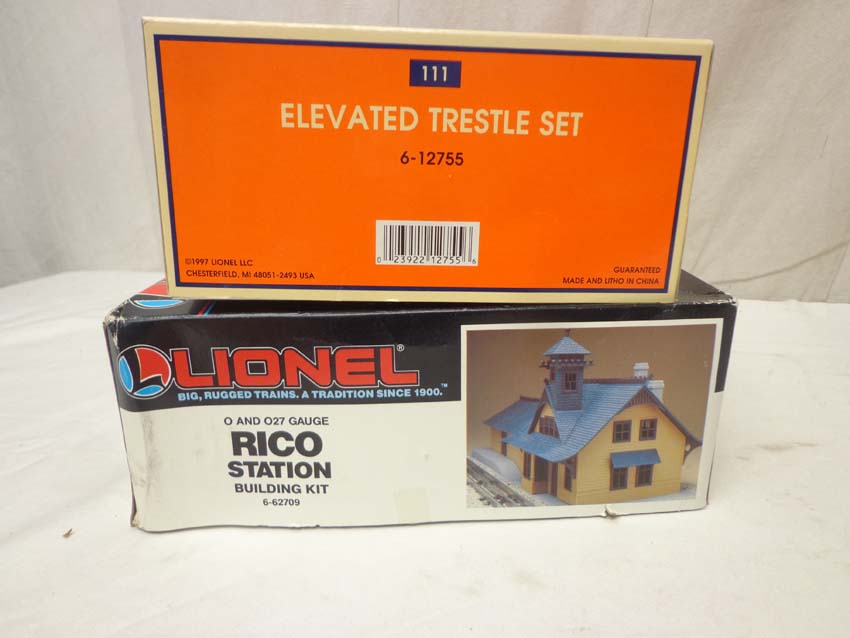 111
ELEVATED TRESTLE SET
6-12755
0 23922 12755 6
©1997 LIONEL LLC
CHESTERFIELD, MI 48051-2493 USA
GUARANTEED
MADE AND LITHO IN CHINA
LIONEL®
BIG, RUGGED TRAINS. A TRADITION SINCE 1900.™
O AND O27 GAUGE
RICO
STATION
BUILDING KIT
6-62709